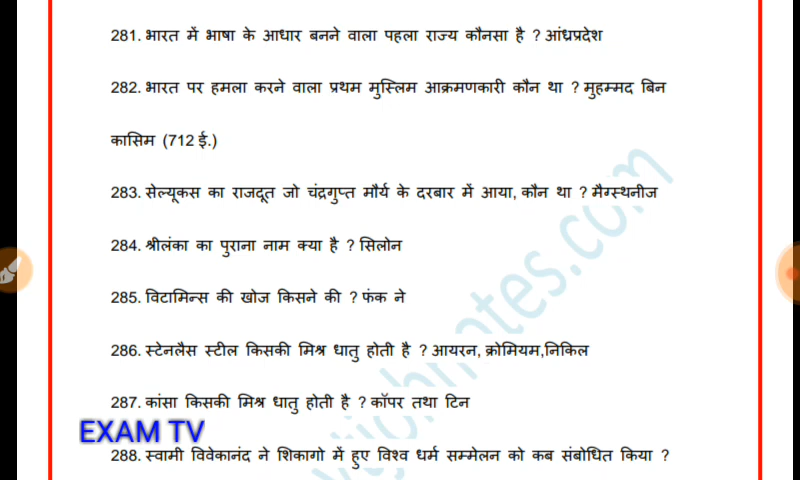 281. भारत में भाषा के आधार बनने वाला पहला राज्य कौनसा है ? आंध्रप्रदेश
282. भारत पर हमला करने वाला प्रथम मुस्लिम आक्रमणकारी कौन था ? मुहम्मद बिन
कासिम (712 ई.)
283. सेल्यूकस का राजदूत जो चंद्रगुप्त मौर्य के दरबार में आया, कौन था ? मैग्स्थनीज
284. श्रीलंका का पुराना नाम क्या है ? सिलोन
285. विटामिन्स की खोज किसने की ? फंक ने
286. स्टेनलैस स्टील किसकी मिश्र धातु होती है ? आयरन, क्रोमियम,निकिल
287. कांसा किसकी मिश्र धातु होती है ? कॉपर तथा टिन
EXAM TV
288. स्वामी विवेकानंद ने शिकागो में हुए विश्व धर्म सम्मेलन को कब संबोधित किया ?